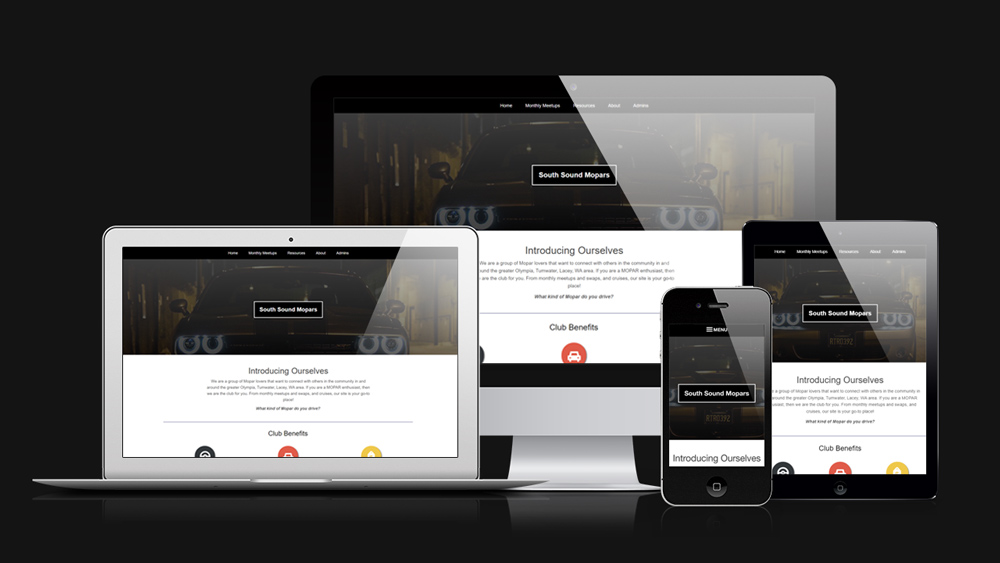 Home Monthly Meetups Resources About Admins
South Sound Mopars
Introducing Ourselves
We are a group of Mopar lovers that want to connect with others in the community in and
around the greater Olympia, Tumwater, Lacey, WA area. If you are a MOPAR enthusiast, then
we are the club for you. From monthly meetups and swaps, and cruises, our site is your go-to
place!
What kind of Mopar do you drive?
Club Benefits
Home Monthly Meetups Resources About Admins
South Sound Mopars
Introducing Ourselves
We are a group of Mopar lovers that want to connect with others in the community in and
around the greater Olympia, Tumwater, Lacey, WA area. If you are a MOPAR enthusiast, then
we are the club for you. From monthly meetups and swaps, and cruises, our site is your go-to
place!
What kind of Mopar do you drive?
Club Benefits
MENU
South Sound Mopars
Introducing Ourselves
Home Monthly Meetups Resources About Admins
South Sound Mopars
Introducing Ourselves
is a group of Mopar lovers that want to connect with others in the community in
around the greater Olympia, Tumwater, Lacey, WA area. If you are a MOPAR
enthusiast, then we are the club for you. From monthly meetups and swaps, and
cruises, our site is your go-to place!
What kind of Mopar do you drive?
Club Benefits